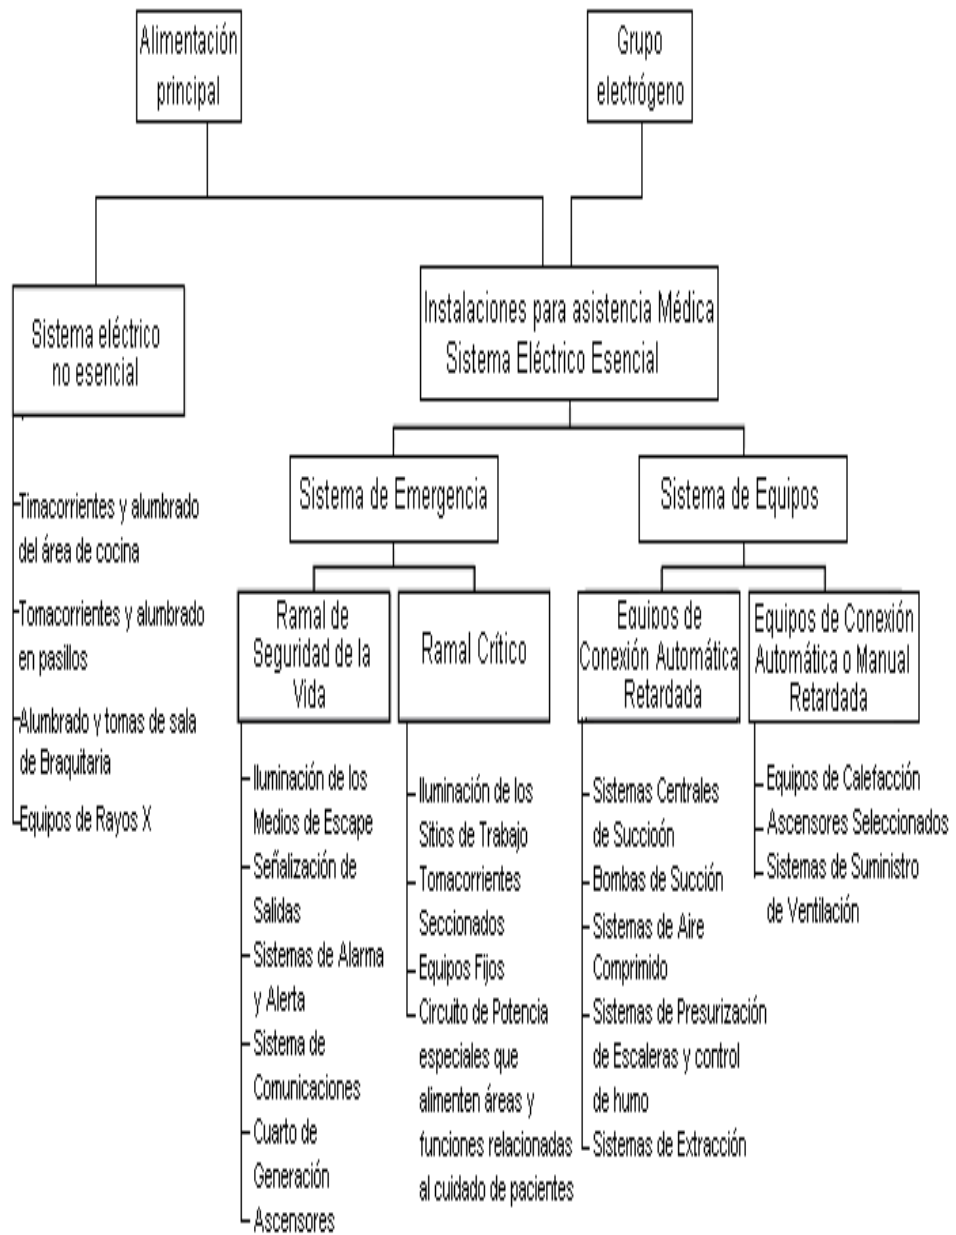 Alimentación
principal
Grupo
electrógeno
Sistema eléctrico
no esencial
Instalaciones para asistencia Médica
Sistema Eléctrico Esencial
Timacorrientes y alumbrado
del área de cocina
Tomacorrientes y alumbrado
en pasillos
Alumbrado y tomas de sala
de Braquitaria
Equipos de Rayos X
Sistema de Emergencia
Sistema de Equipos
Ramal de
Seguridad de la
Vida
Ramal Crítico
Equipos de
Conexión Automática
Retardada
Equipos de Conexión
Automática o Manual
Retardada
Iluminación de los
Medios de Escape
Señalización de
Salidas
Sistemas de Alarma
y Alerta
Sistema de
Comunicaciones
Cuarto de
Generación
Ascensores
Iluminación de los
Sitios de Trabajo
Tomacorrientes
Seccionados
Equipos Fijos
Circuito de Potencia
especiales que
alimenten áreas y
funciones relacionadas
al cuidado de pacientes
Sistemas Centrales
de Succioón
Bombas de Succión
Sistemas de Aire
Comprimido
Sistemas de Presurización
de Escaleras y control
de humo
Sistemas de Extracción
Equipos de Calefacción
Ascensores Seleccionados
Sistemas de Suministro
de Ventilación